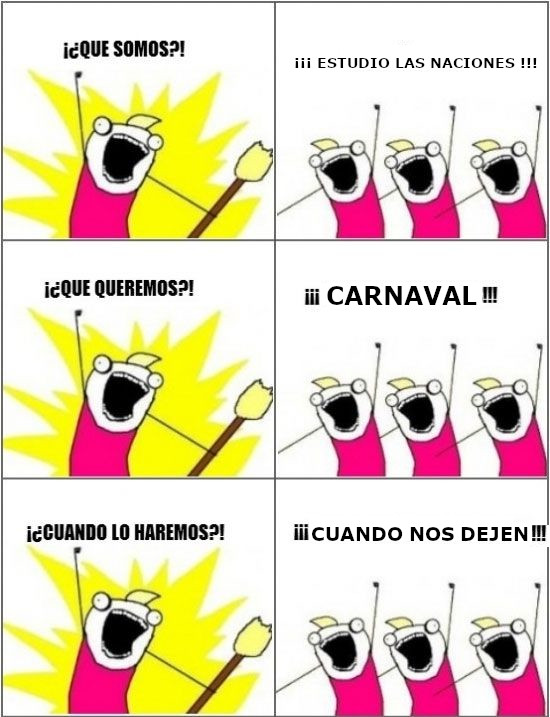 ¡¿QUE SOMOS?!
¡¡¡ ESTUDIO LAS NACIONES !!!
¡¿QUE QUEREMOS?!
¡¡¡ CARNAVAL !!!
¡¿CUANDO LO HAREMOS?!
¡¡¡CUANDO NOS DEJEN!!!